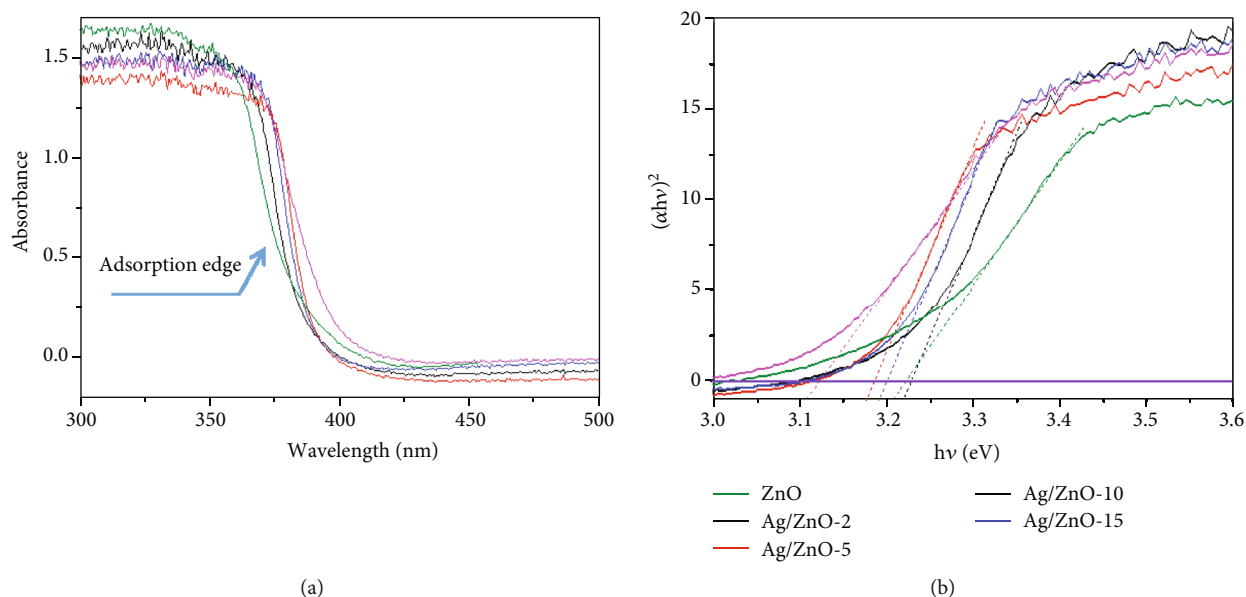 1.5
1.0
0.5
0.0
Absorbance
Adsorption edge
300
350
400
450
500
Wavelength (nm)
(a)
20
15
10
5
0
(αhν)²
3.0
3.1
3.2
3.3
3.4
3.5
3.6
hν (eV)
ZnO
Ag/ZnO-2
Ag/ZnO-5
Ag/ZnO-10
Ag/ZnO-15
(b)